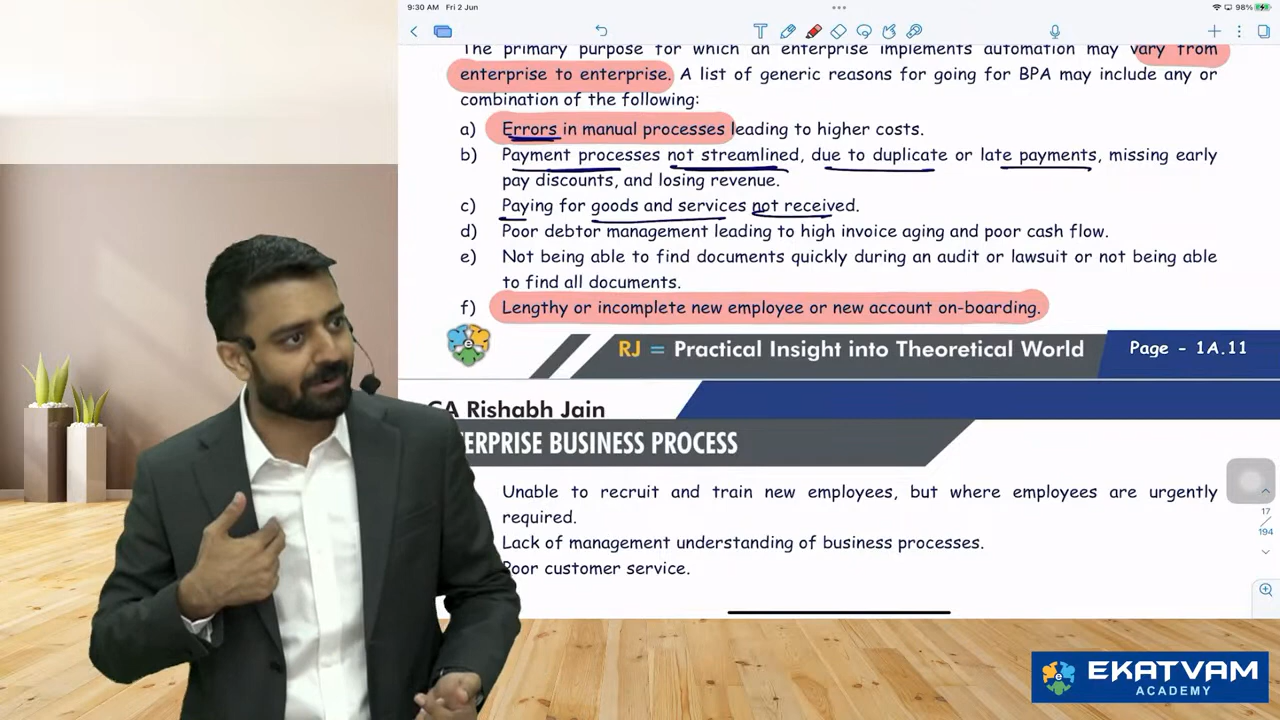 9:30 AM Fri 2 Jun
98%
The primary purpose for which an enterprise implements automation may vary from
enterprise to enterprise. A list of generic reasons for going for BPA may include any or
combination of the following:
a) Errors in manual processes leading to higher costs.
b) Payment processes not streamlined, due to duplicate or late payments, missing early
pay discounts, and losing revenue.
c) Paying for goods and services not received.
d) Poor debtor management leading to high invoice aging and poor cash flow.
e) Not being able to find documents quickly during an audit or lawsuit or not being able
to find all documents.
f) Lengthy or incomplete new employee or new account on-boarding.
RJ = Practical Insight into Theoretical World
Page - 1A.11
CA Rishabh Jain
TERPRISE BUSINESS PROCESS
Unable to recruit and train new employees, but where employees are urgently
required.
Lack of management understanding of business processes.
Poor customer service.
17
/
194
EKATVAM
ACADEMY